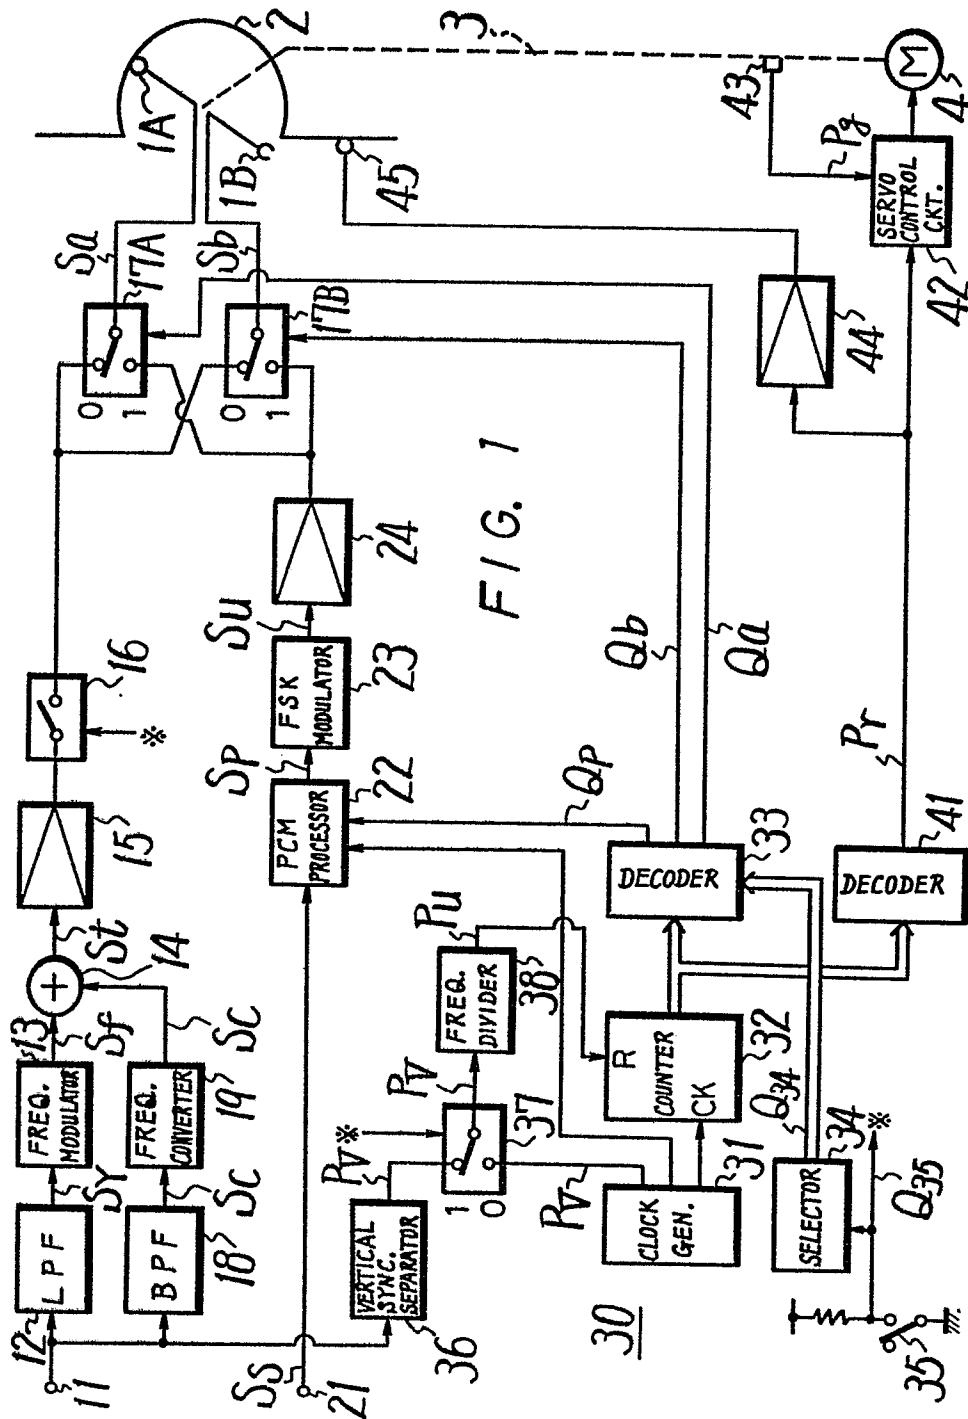 FIG. 1
11
12
LPF
SY
FREQ.
MODULATOR
13
Sf
14
St
15
16
※
0
1
17A
Sa
1A
2
BPF
18
SC
FREQ.
CONVERTER
19
SC
0
1
17B
Sb
1B
3
21
SS
PCM
PROCESSOR
22
SP
FSK
MODULATOR
23
SU
24
45
36
VERTICAL
SYNC.
SEPARATOR
PV
※
1
0
37
PV
FREQ.
DIVIDER
38
PU
QP
Qb
Qa
43
30
CLOCK
GEN.
31
PV
R
COUNTER
CK
32
DECODER
33
44
Pg
SELECTOR
34
Q34
35
Q35
※
DECODER
41
Pr
SERVO
CONTROL
CKT.
42
M
4